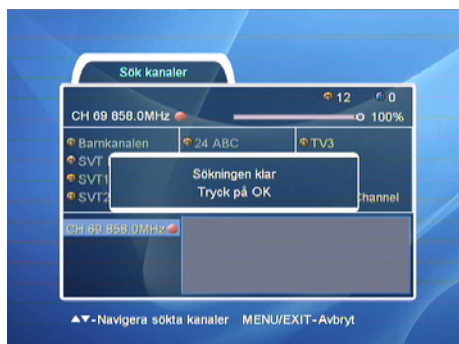 Sök kanaler
12 0
CH 69 858.0MHz 100%
Barnkanalen 24 ABC TV3
SVT
SVT1
SVT2 Channel
Sökningen klar
Tryck på OK
CH 69 858.0MHz
▲▼-Navigera sökta kanaler MENU/EXIT-Avbryt